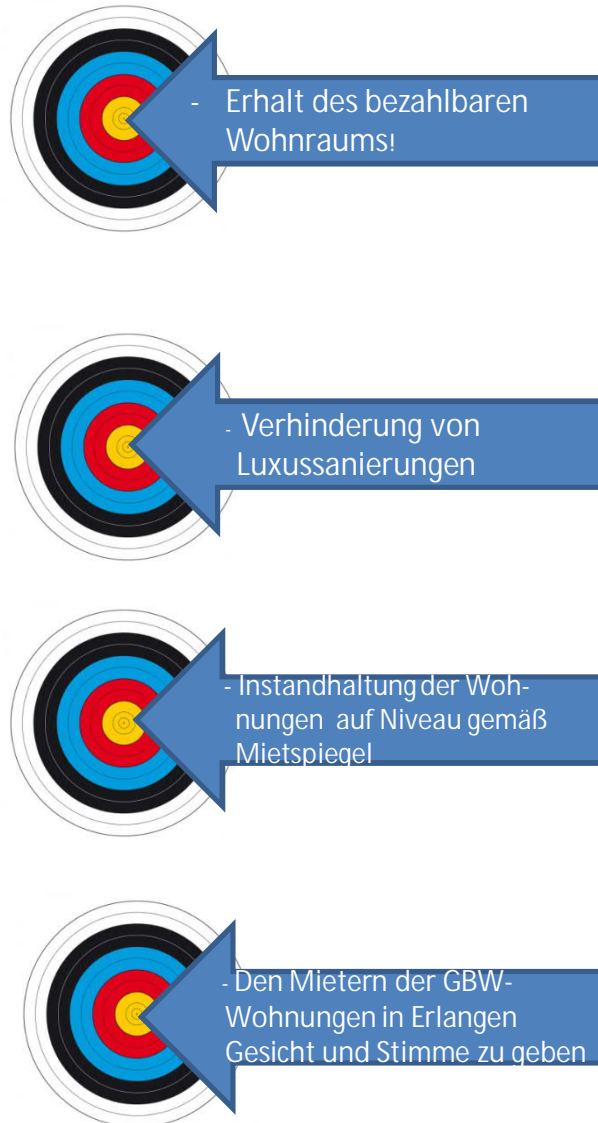 - Erhalt des bezahlbaren
Wohnraums!
- Verhinderung von
Luxussanierungen
- Instandhaltung der Woh-
nungen auf Niveau gemäß
Mietspiegel
- Den Mietern der GBW-
Wohnungen in Erlangen
Gesicht und Stimme zu geben